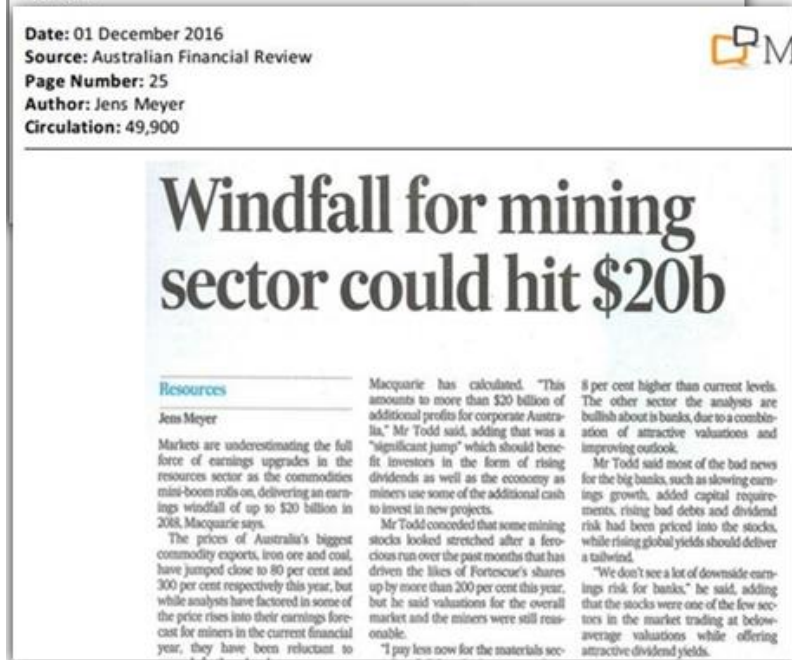 Date: 01 December 2016
Source: Australian Financial Review
Page Number: 25
Author: Jens Meyer
Circulation: 49,900
M
Windfall for mining
sector could hit $20b
Resources
Jens Meyer
Markets are underestimating the full
force of earnings upgrades in the
resources sector as the commodities
mini-boom rolls on, delivering an earn-
ings windfall of up to $20 billion in
2018, Macquarie says.
The prices of Australia's biggest
commodity exports, iron ore and coal,
have jumped close to 80 per cent and
300 per cent respectively this year, but
while analysts have factored in some of
the price rises into their earnings fore-
cast for miners in the current financial
year, they have been reluctant to
Macquarie has calculated. "This
amounts to more than $20 billion of
additional profits for corporate Austra-
lia," Mr Todd said, adding that was a
"significant jump" which should bene-
fit investors in the form of rising
dividends as well as the economy as
miners use some of the additional cash
to invest in new projects.
Mr Todd conceded that some mining
stocks looked stretched after a fero-
cious run over the past months that has
driven the likes of Fortescue's shares
up by more than 200 per cent this year,
but he said valuations for the overall
market and the miners were still reas-
onable.
"I pay less now for the materials sec-
8 per cent higher than current levels.
The other sector the analysts are
bullish about is banks, due to a combin-
ation of attractive valuations and
improving outlook.
Mr Todd said most of the bad news
for the big banks, such as slowing earn-
ings growth, added capital require-
ments, rising bad debts and dividend
risk had been priced into the stocks,
while rising global yields should deliver
a tailwind.
"We don't see a lot of downside earn-
ings risk for banks," he said, adding
that the stocks were one of the few sec-
tors in the market trading at below-
average valuations while offering
attractive dividend yields.